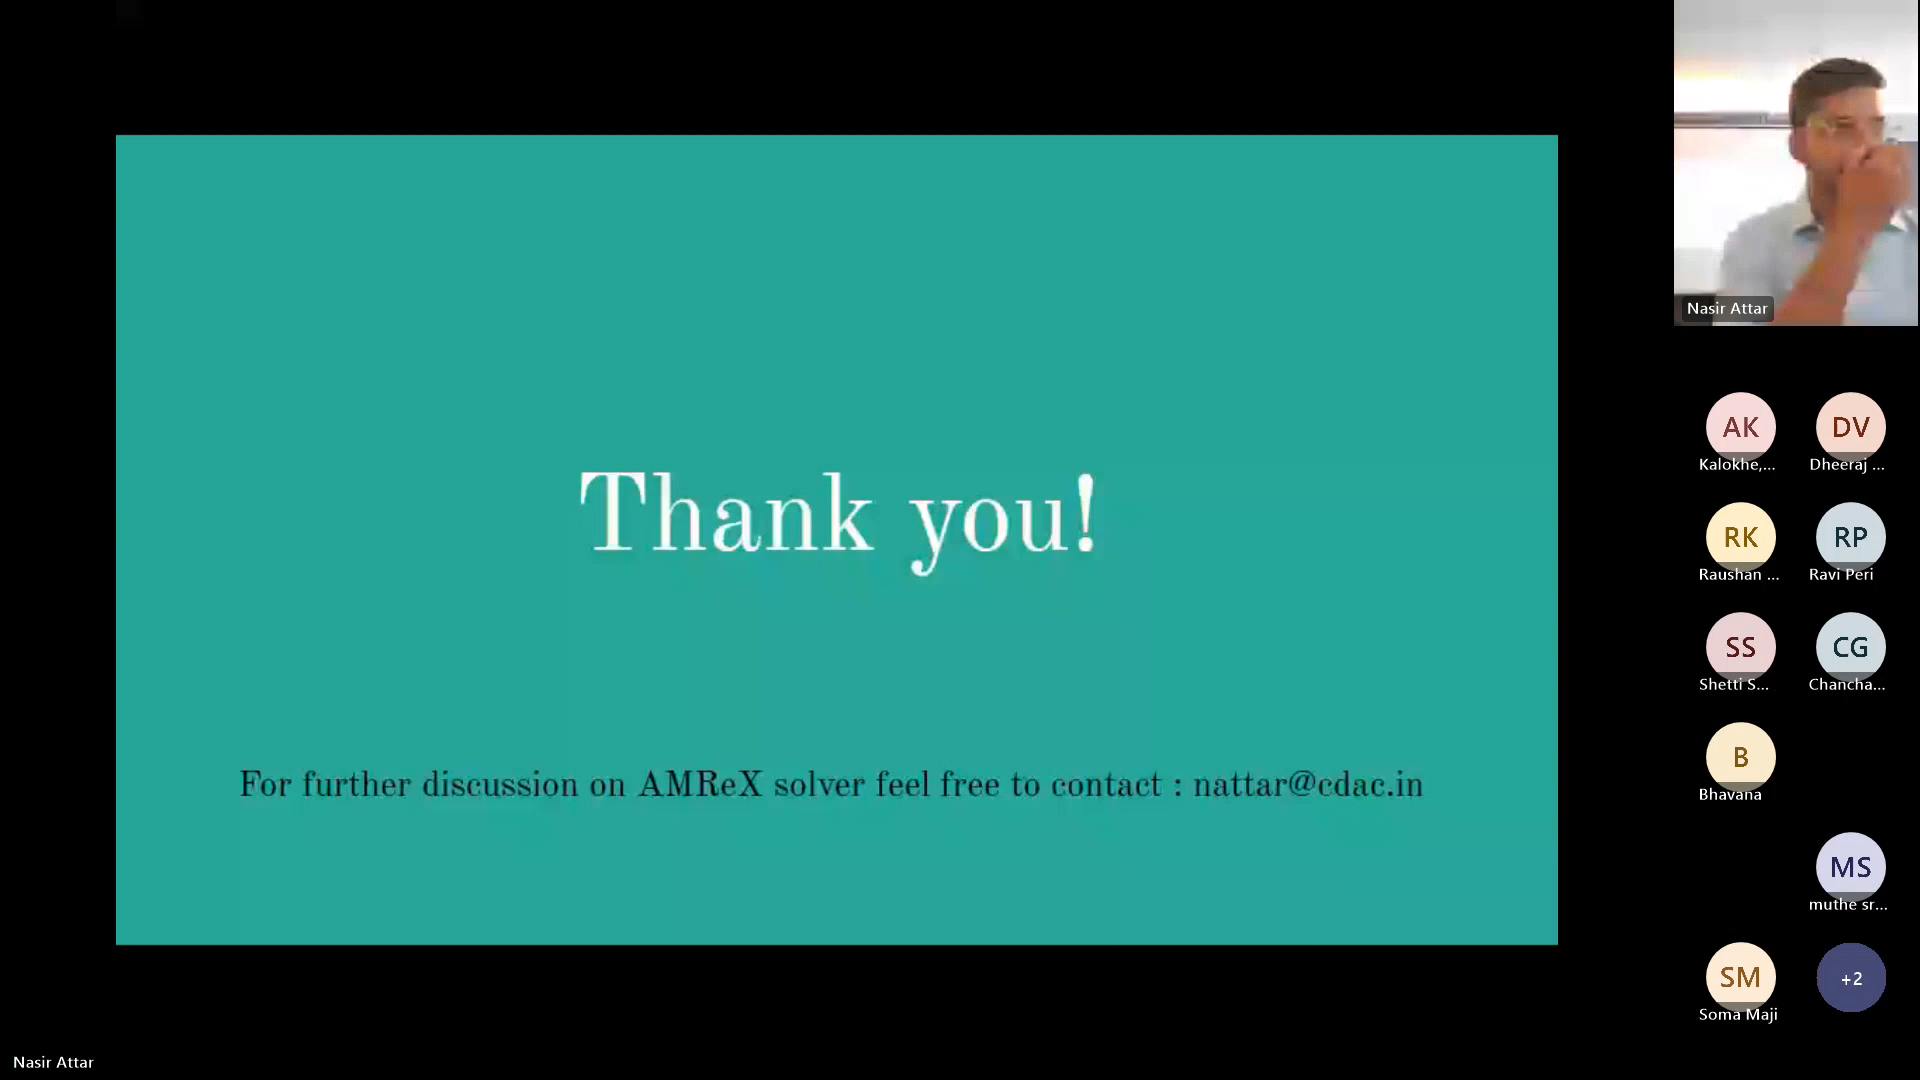 Thank you!
For further discussion on AMReX solver feel free to contact : nattar@cdac.in
Nasir Attar
AK
Kalokhe,...
DV
Dheeraj ...
RK
Raushan ...
RP
Ravi Peri
SS
Shetti S...
CG
Chancha...
B
Bhavana
MS
muthe sr...
SM
Soma Maji
+2
Nasir Attar